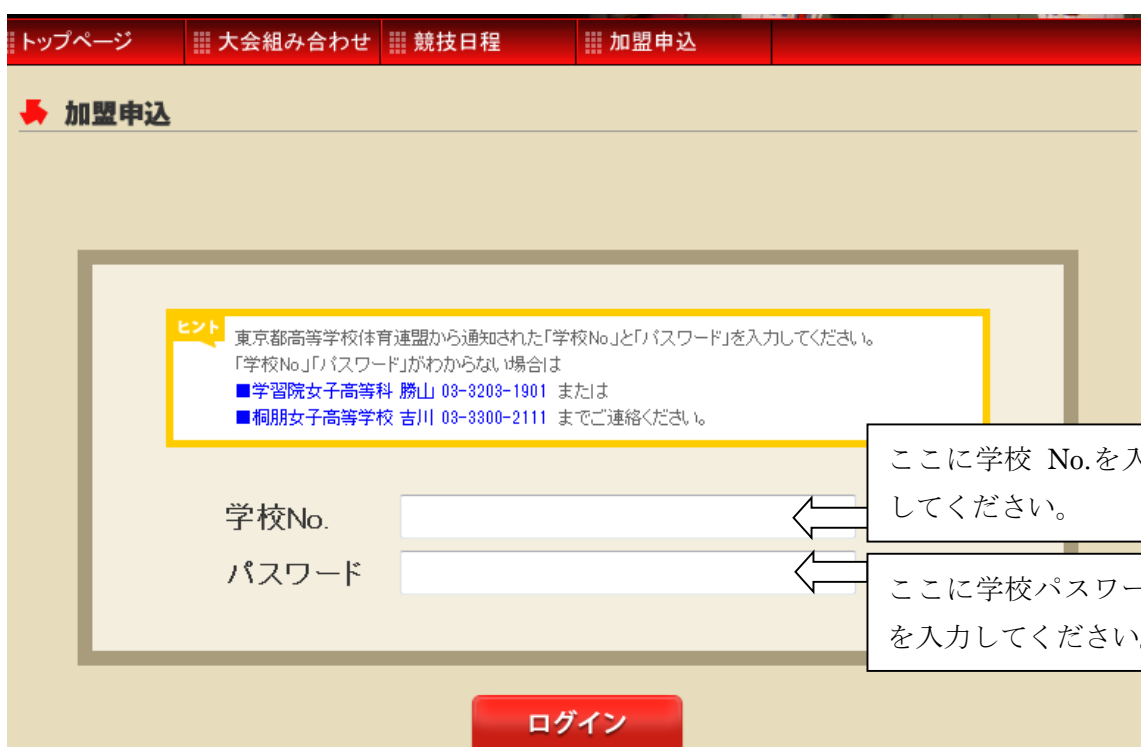 トップページ 大会組み合わせ 競技日程 加盟申込
加盟申込
ヒント
東京都高等学校体育連盟から通知された「学校No.」と「パスワード」を入力してください。
「学校No.」「パスワード」がわからない場合は
■学習院女子高等科 勝山 03-3203-1901 または
■桐朋女子高等学校 吉川 03-3300-2111 までご連絡ください。
ここに学校 No.を入
してください。
学校No.
パスワード
ここに学校パスワー
を入力してください。
ログイン